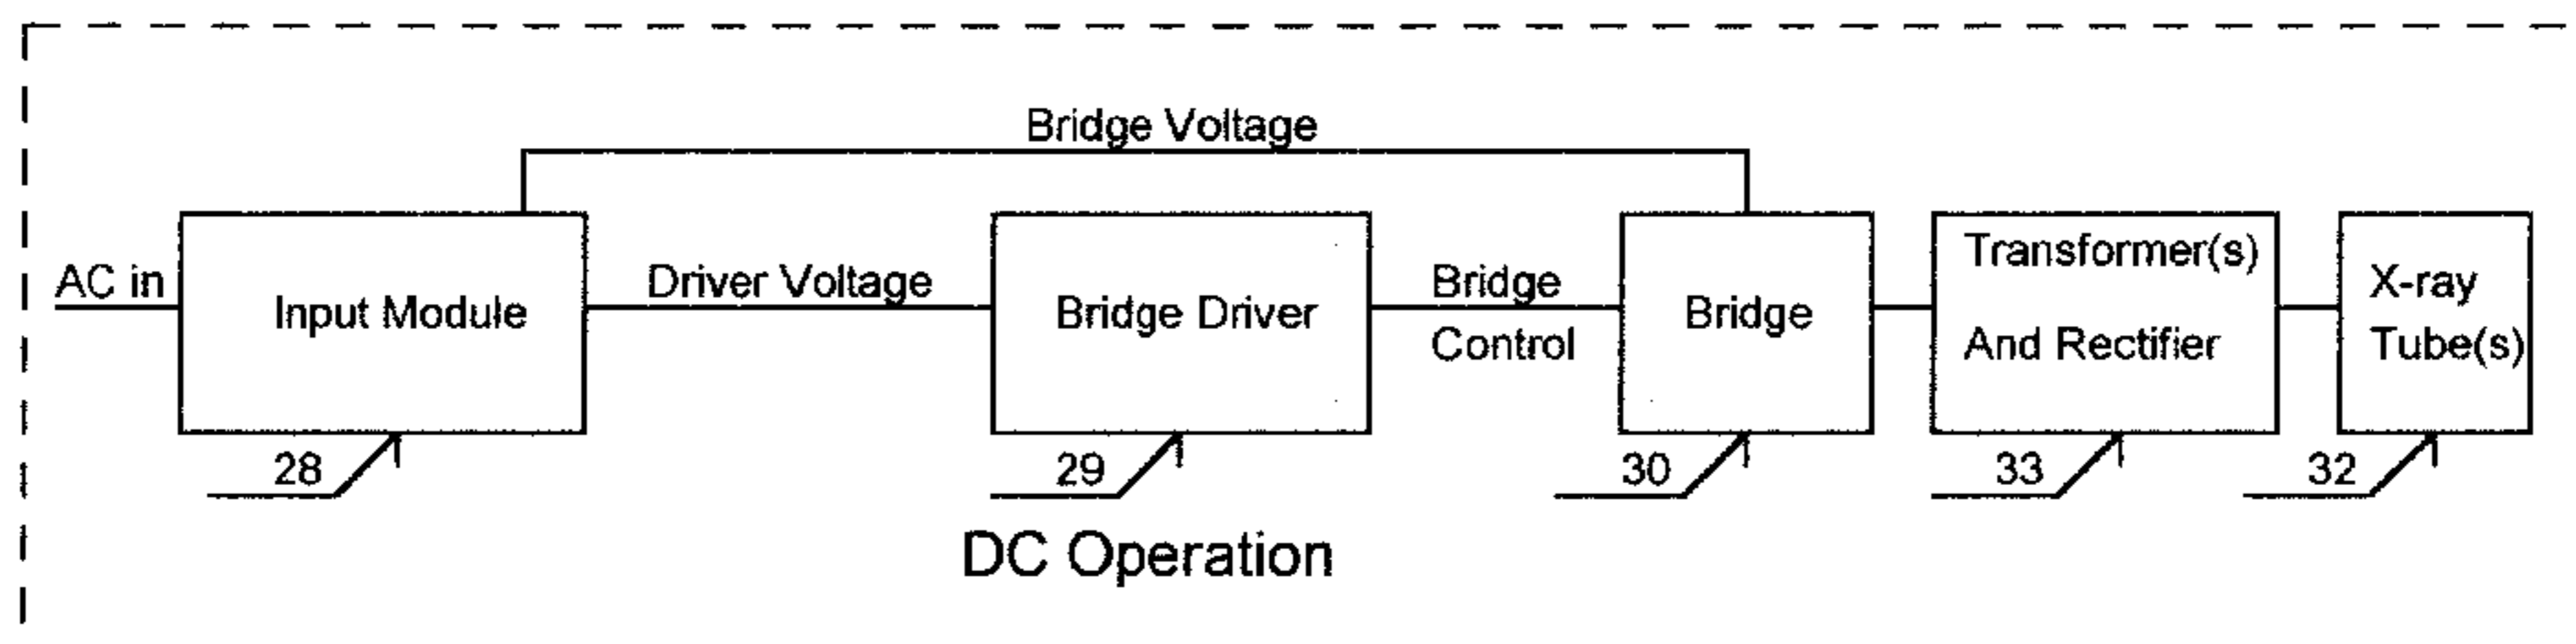 Bridge Voltage
AC in
Input Module
Driver Voltage
Bridge Driver
Bridge
Control
Bridge
Transformer(s)
And Rectifier
X-ray
Tube(s)
28
29
30
33
32
DC Operation